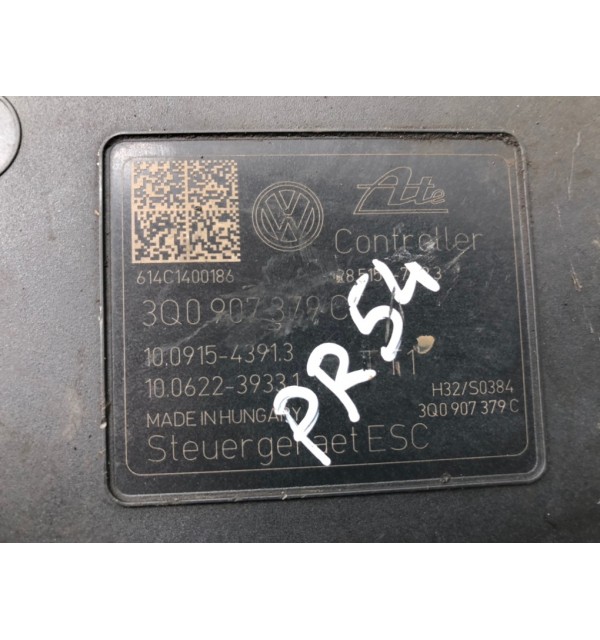 Ate
Controller
614C1400186
3Q0 907 379 C
10.0915-4391.3
10.0622-3933.1
H32/S0384
MADE IN HUNGARY
3Q0 907 379 C
Steuergeraet ESC
PR54